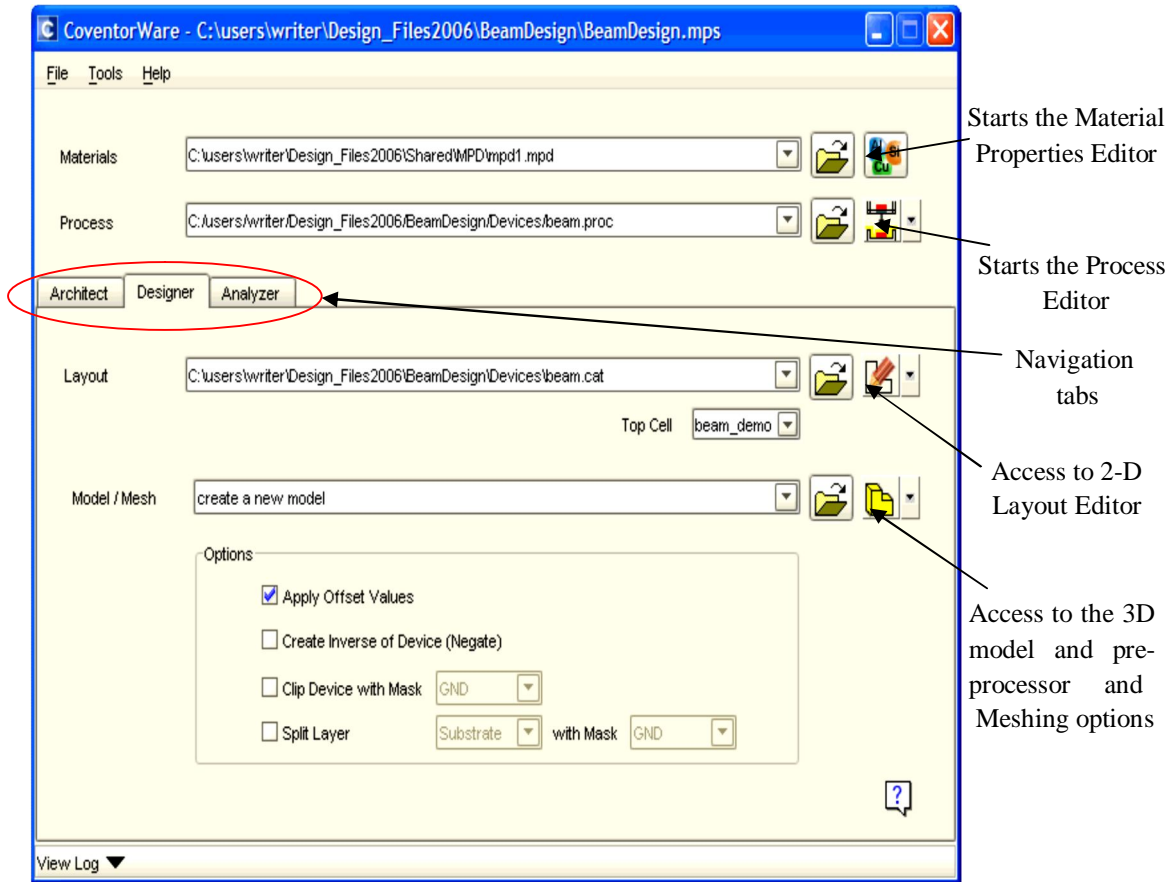 CoventorWare - C:\users\writer\Design_Files2006\BeamDesign\BeamDesign.mps
File Tools Help
Materials C:\users\writer\Design_Files2006\Shared\MPD\mpd1.mpd
Al Si
Cu
Starts the Material
Properties Editor
Process C:/users/writer/Design_Files2006/BeamDesign/Devices/beam.proc
Starts the Process
Editor
Architect Designer Analyzer
Navigation
tabs
Layout C:\users\writer\Design_Files2006\BeamDesign\Devices\beam.cat
Top Cell beam_demo
Access to 2-D
Layout Editor
Model / Mesh create a new model
Options
Apply Offset Values
Create Inverse of Device (Negate)
Clip Device with Mask GND
Split Layer Substrate with Mask GND
Access to the 3D
model and pre-
processor and
Meshing options
?
View Log